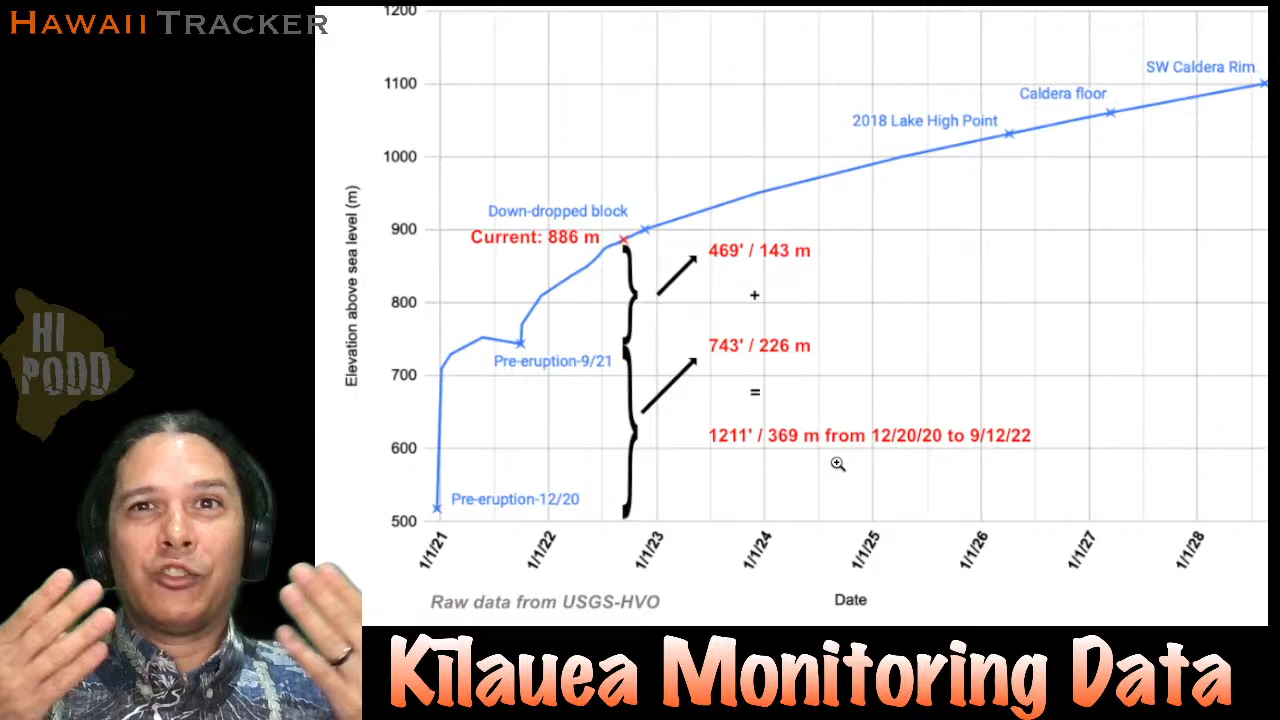 HAWAII TRACKER
1200
SW Caldera Rim
1100
Caldera floor
2018 Lake High Point
1000
Down-dropped block
900
Current: 886 m
469' / 143 m
+
800
743' / 226 m
Pre-eruption-9/21
700
=
1211' / 369 m from 12/20/20 to 9/12/22
600
Pre-eruption-12/20
500
Elevation above sea level (m)
1/1/21
1/1/22
1/1/23
1/1/24
1/1/25
1/1/26
1/1/27
1/1/28
Date
Raw data from USGS-HVO
HI
PODD
Kīlauea Monitoring Data